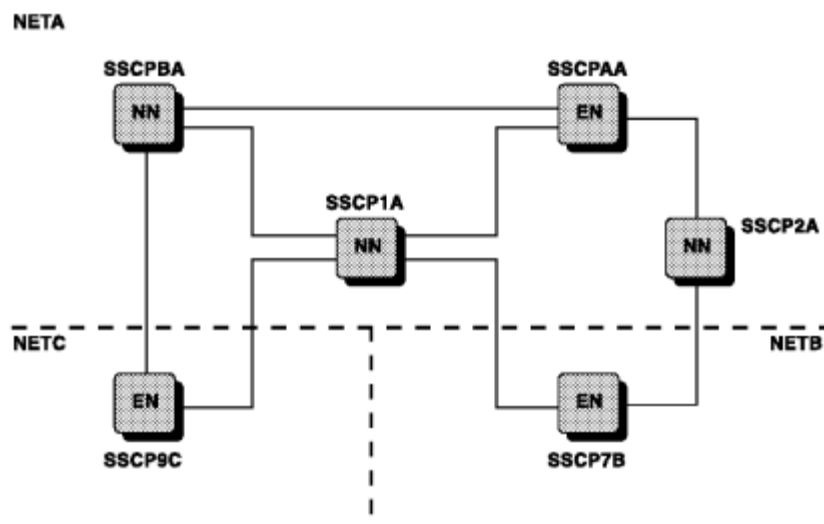 NETA
SSCPBA
SSCPAA
NN
EN
SSCP1A
NN
SSCP2A
NN
NETC
NETB
EN
EN
SSCP9C
SSCP7B